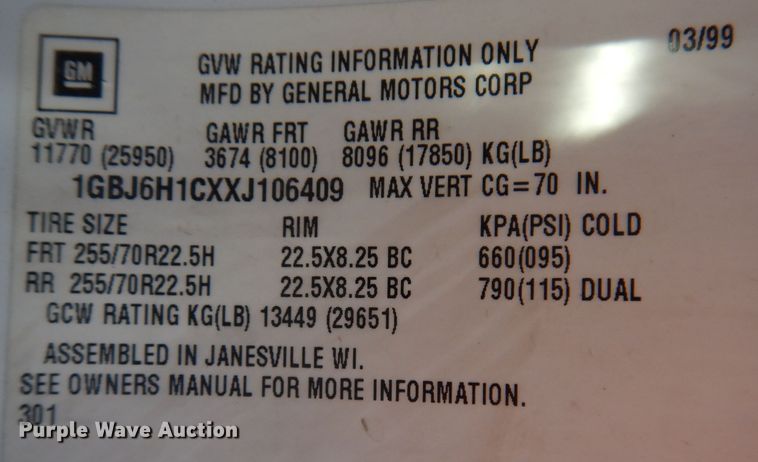 GM
GVW RATING INFORMATION ONLY 03/99
MFD BY GENERAL MOTORS CORP
GVWR GAWR FRT GAWR RR
11770 (25950) 3674 (8100) 8096 (17850) KG(LB)
1GBJ6H1CXXJ106409 MAX VERT CG=70 IN.
TIRE SIZE RIM KPA(PSI) COLD
FRT 255/70R22.5H 22.5X8.25 BC 660(095)
RR 255/70R22.5H 22.5X8.25 BC 790(115) DUAL
GCW RATING KG(LB) 13449 (29651)
ASSEMBLED IN JANESVILLE WI.
SEE OWNERS MANUAL FOR MORE INFORMATION.
301
Purple Wave Auction